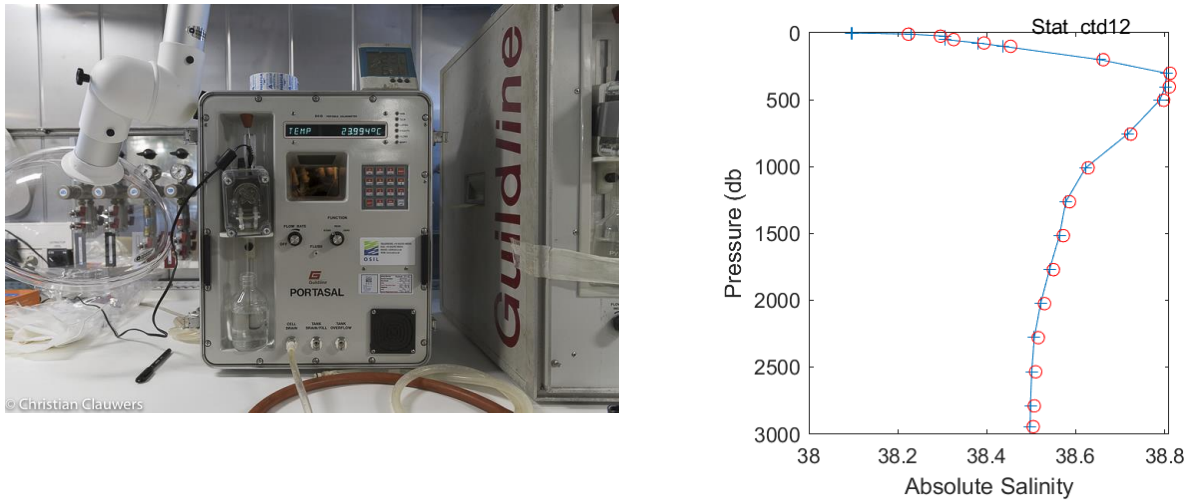 TEMP 23.994°C
FLOW RATE
FUNCTION
OFF
OSIL
Guildline
PORTASAL
CELL DRAIN
TANK DRAIN/FILL
TANK OVERFLOW
Guildline
© Christian Clauwers
Stat ctd12
0
500
1000
1500
2000
2500
3000
Pressure (db
38
38.2
38.4
38.6
38.8
Absolute Salinity